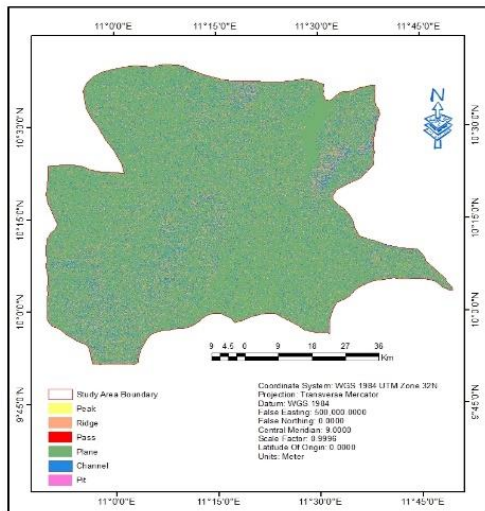 11°0'0"E 11°15'0"E 11°30'0"E 11°45'0"E
N
10°30'0"N 10°30'0"N
10°15'0"N 10°15'0"N
10°0'0"N 10°0'0"N
9 4.5 0 9 18 27 36
Km
Study Area Boundary
Peak
Ridge
Pass
Plane
Channel
Pit
Coordinate System: WGS 1984 UTM Zone 32N
Projection: Transverse Mercator
Datum: WGS 1984
False Easting: 500,000.0000
False Northing: 0.0000
Central Meridian: 9.0000
Scale Factor: 0.9996
Latitude Of Origin: 0.0000
Units: Meter
9°45'0"N 9°45'0"N
11°0'0"E 11°15'0"E 11°30'0"E 11°45'0"E